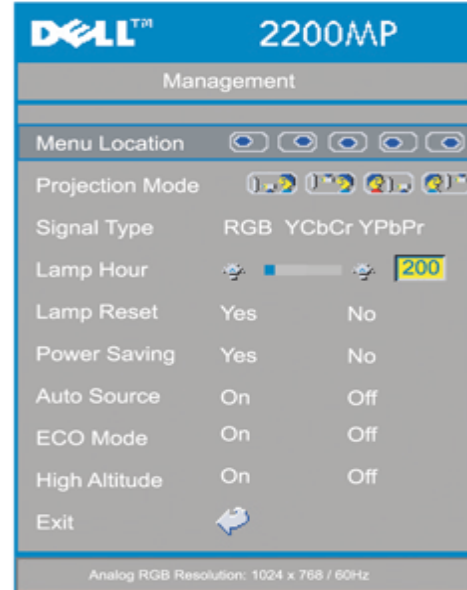 DELL™ 2200MP
Management
Menu Location
Projection Mode
Signal Type RGB YCbCr YPbPr
Lamp Hour 200
Lamp Reset Yes No
Power Saving Yes No
Auto Source On Off
ECO Mode On Off
High Altitude On Off
Exit
Analog RGB Resolution: 1024 x 768 / 60Hz